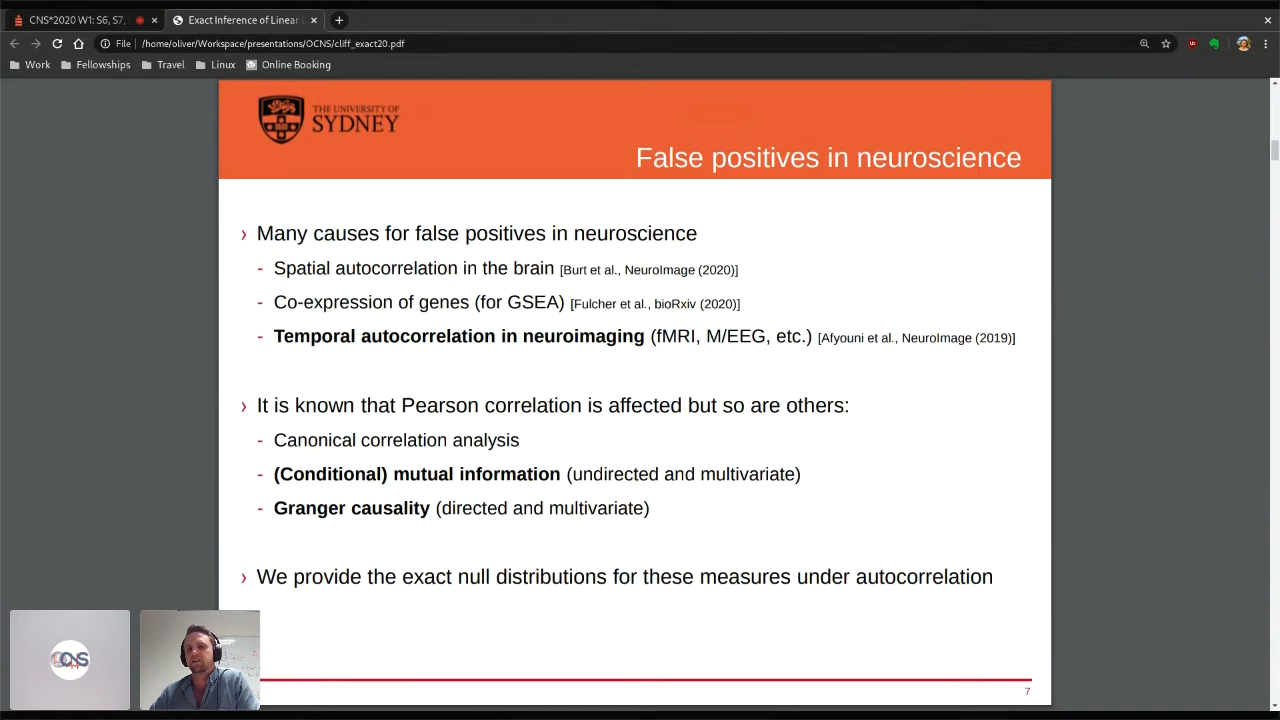 CNS*2020 W1: S6, S7,
Exact Inference of Linear
File
/home/oliver/Workspace/presentations/OCNS/cliff_exact20.pdf
Work
Fellowships
Travel
Linux
Online Booking
THE UNIVERSITY OF
SYDNEY
False positives in neuroscience
› Many causes for false positives in neuroscience
- Spatial autocorrelation in the brain [Burt et al., NeuroImage (2020)]
- Co-expression of genes (for GSEA) [Fulcher et al., bioRxiv (2020)]
- Temporal autocorrelation in neuroimaging (fMRI, M/EEG, etc.) [Afyouni et al., NeuroImage (2019)]
› It is known that Pearson correlation is affected but so are others:
- Canonical correlation analysis
- (Conditional) mutual information (undirected and multivariate)
- Granger causality (directed and multivariate)
› We provide the exact null distributions for these measures under autocorrelation
OCNS
7